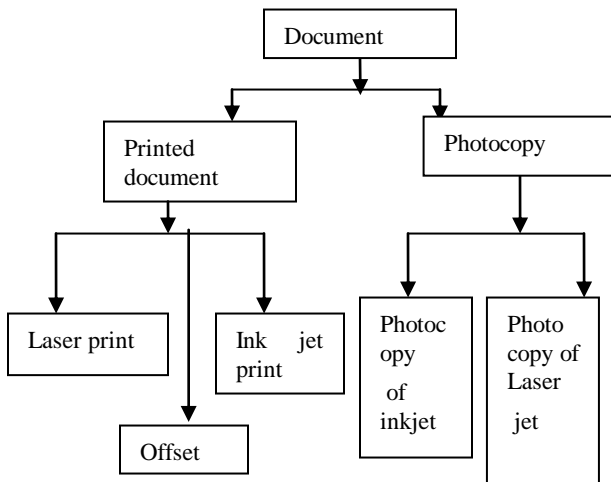 Document
Printed
document
Photocopy
Laser print
Ink jet
print
Offset
Photoc
opy
of
inkjet
Photo
copy of
Laser
jet